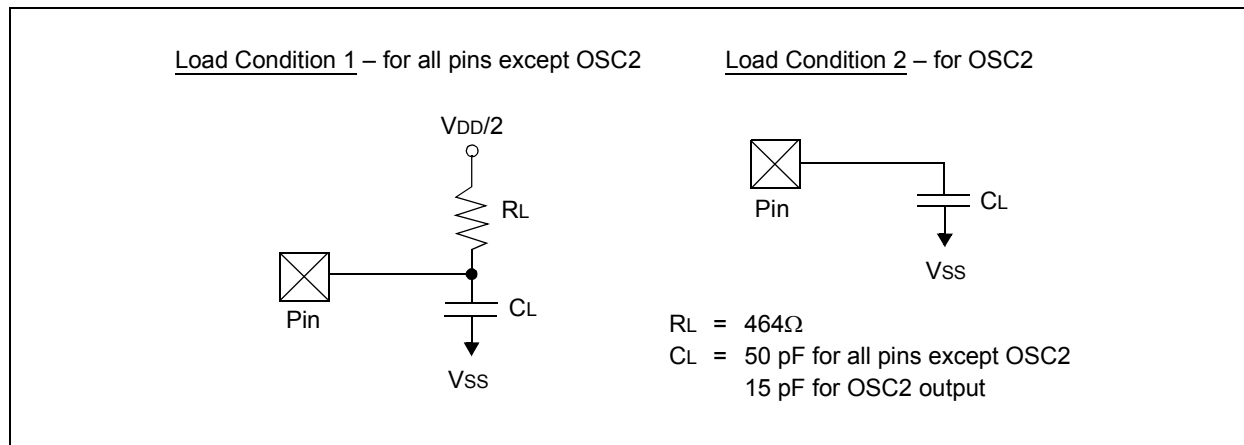 Load Condition 1 – for all pins except OSC2
VDD/2
RL
Pin
CL
VSS
Load Condition 2 – for OSC2
Pin
CL
VSS
RL = 464Ω
CL = 50 pF for all pins except OSC2
15 pF for OSC2 output